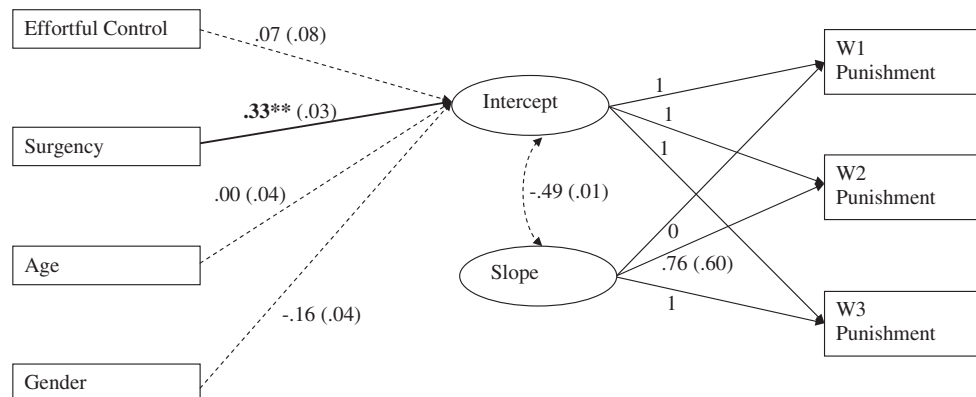 Effortful Control
.07 (.08)
W1
Punishment
Intercept
1
.33** (.03)
1
Surgency
1
W2
Punishment
.00 (.04)
-.49 (.01)
0
Age
Slope
.76 (.60)
1
W3
Punishment
-.16 (.04)
Gender